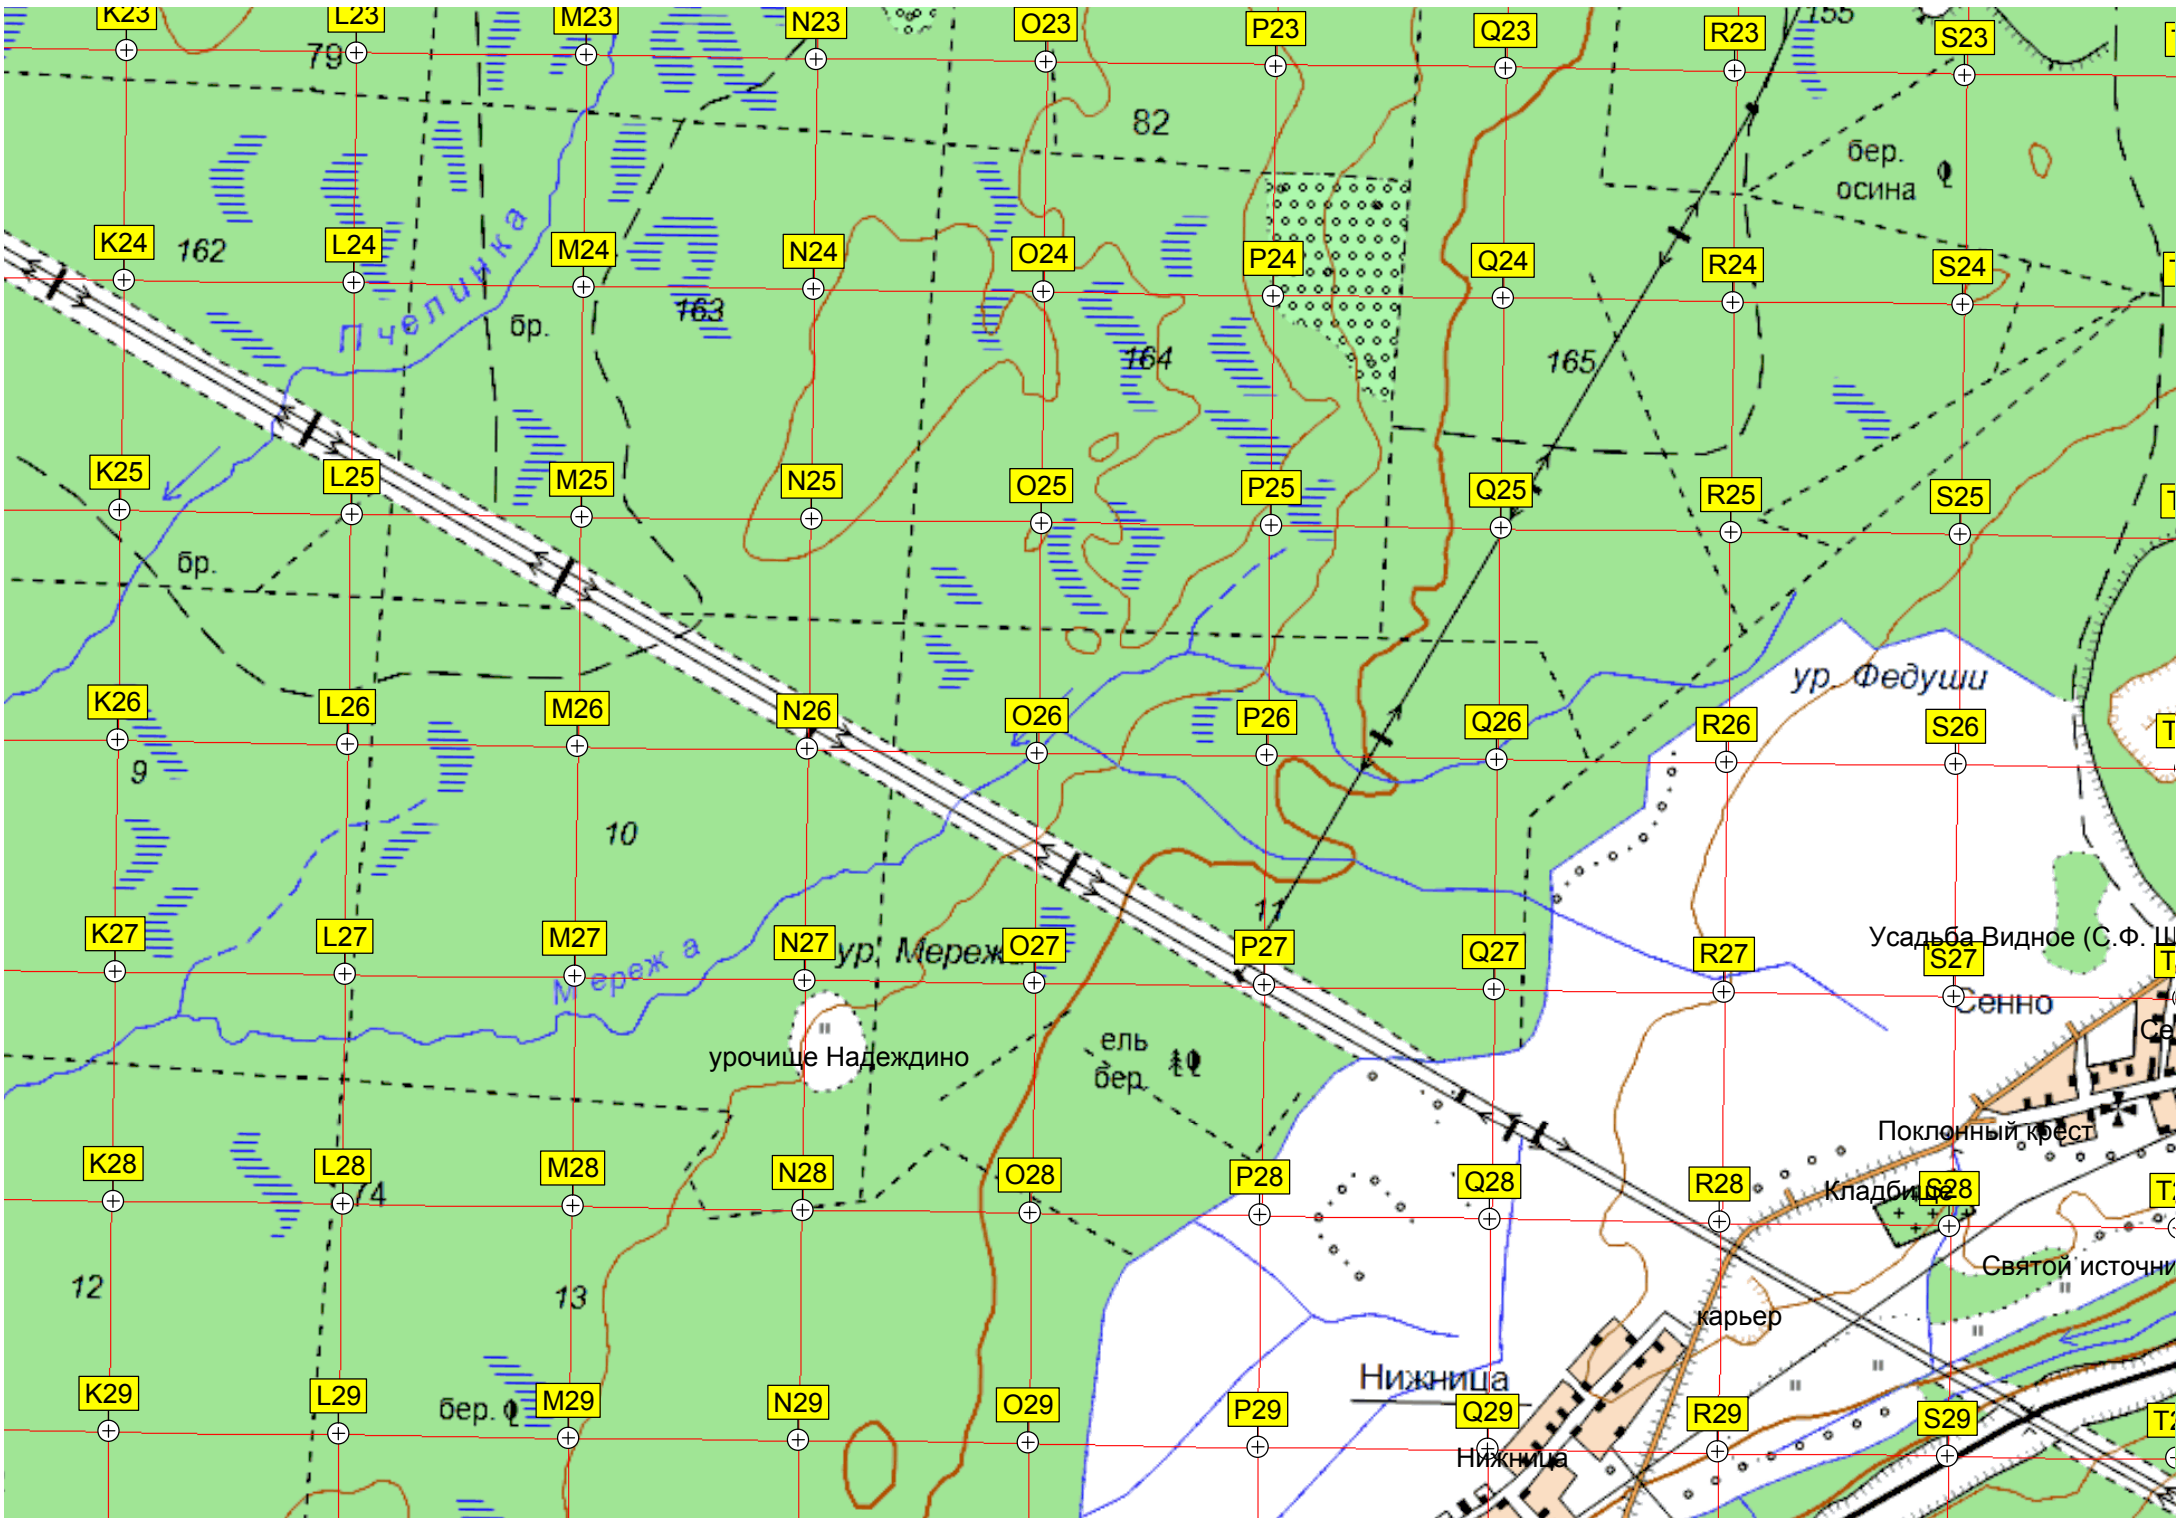 K23 L23 M23 N23 O23 P23 Q23 R23 S23
155
79
82
бер.
осина
K24 L24 M24 N24 O24 P24 Q24 R24 S24
162
Пчелинка
бр.
163
164
165
K25 L25 M25 N25 O25 P25 Q25 R25 S25
бр.
ур. Федуши
K26 L26 M26 N26 O26 P26 Q26 R26 S26
9
10
11
K27 L27 M27 N27 O27 P27 Q27 R27 S27
Усадьба Видное (С.Ф.
Мережа
ур. Мережа
Сенно
урочище Надеждино
ель
бер.
Поклонный крест
K28 L28 M28 N28 O28 P28 Q28 R28 S28
74
Кладбище
12
13
Святой источни
карьер
Нижница
K29 L29 M29 N29 O29 P29 Q29 R29 S29
бер.
Нижница